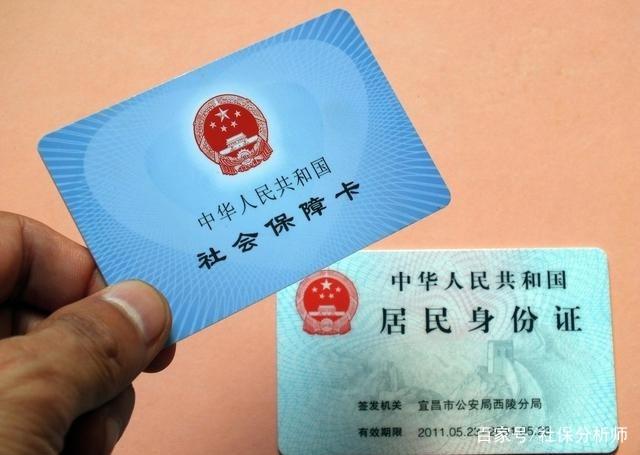 中华人民共和国
社会保障卡
中华人民共和国
居民身份证
签发机关 宜昌市公安局西陵分局
有效期限 2011.05.23
百家号·社保分析师